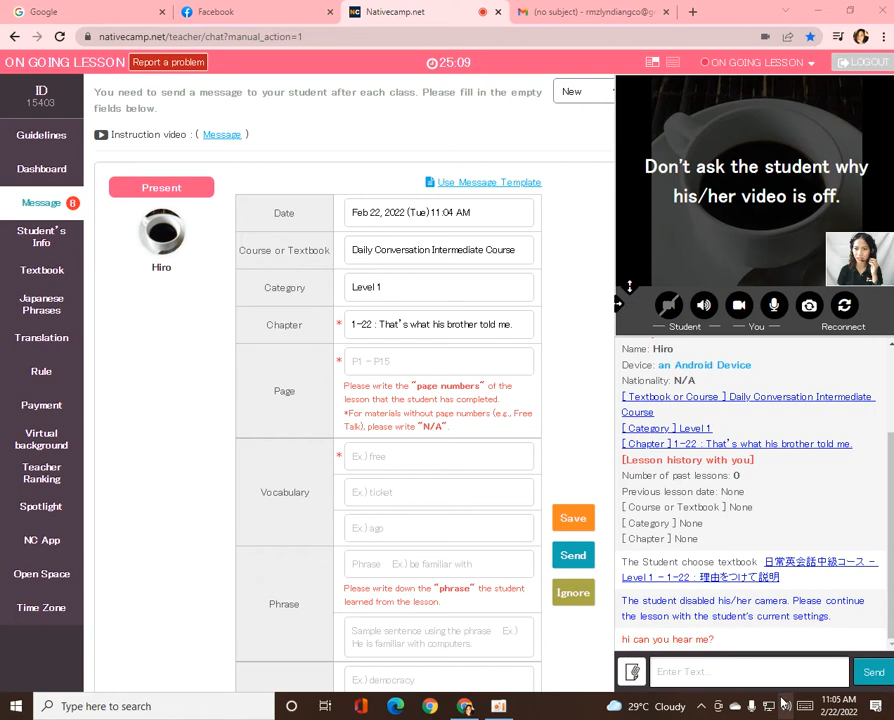 Google
Facebook
Nativecamp.net
(no subject) - rmzlyndiangco@g
nativecamp.net/teacher/chat?manual_action=1
ON GOING LESSON
Report a problem
25:09
ON GOING LESSON
LOGOUT
ID
15403
Guidelines
Dashboard
Message 8
Student's
Info
Textbook
Japanese
Phrases
Translation
Rule
Payment
Virtual
background
Teacher
Ranking
Spotlight
NC App
Open Space
Time Zone
You need to send a message to your student after each class. Please fill in the empty
fields below.
New
Instruction video : ( Message )
Present
Hiro
Use Message Template
Date
Feb 22, 2022 (Tue) 11:04 AM
Course or Textbook
Daily Conversation Intermediate Course
Category
Level 1
Chapter
* 1-22 : That's what his brother told me.
Page
* P1 - P15
Please write the "page numbers" of the
lesson that the student has completed.
*For materials without page numbers (e.g., Free
Talk), please write "N/A".
Vocabulary
* Ex.) free
Ex.) ticket
Ex.) ago
Phrase
Phrase Ex.) be familiar with
Please write down the "phrase" the student
learned from the lesson.
Sample sentence using the phrase Ex.)
He is familiar with computers.
Ex.) democracy
Save
Send
Ignore
Don't ask the student why
his/her video is off.
Student
You
Reconnect
Name: Hiro
Device: an Android Device
Nationality: N/A
[ Textbook or Course ] Daily Conversation Intermediate
Course
[ Category ] Level 1
[ Chapter ] 1-22 : That's what his brother told me.
[Lesson history with you]
Number of past lessons: 0
Previous lesson date: None
[ Course or Textbook ] None
[ Category ] None
[ Chapter ] None
The Student choose textbook 日常英会話中級コース -
Level 1 - 1-22 : 理由をつけて説明
The student disabled his/her camera. Please continue
the lesson with the student's current settings.
hi can you hear me?
Enter Text...
Send
Type here to search
29°C Cloudy
11:05 AM
2/22/2022